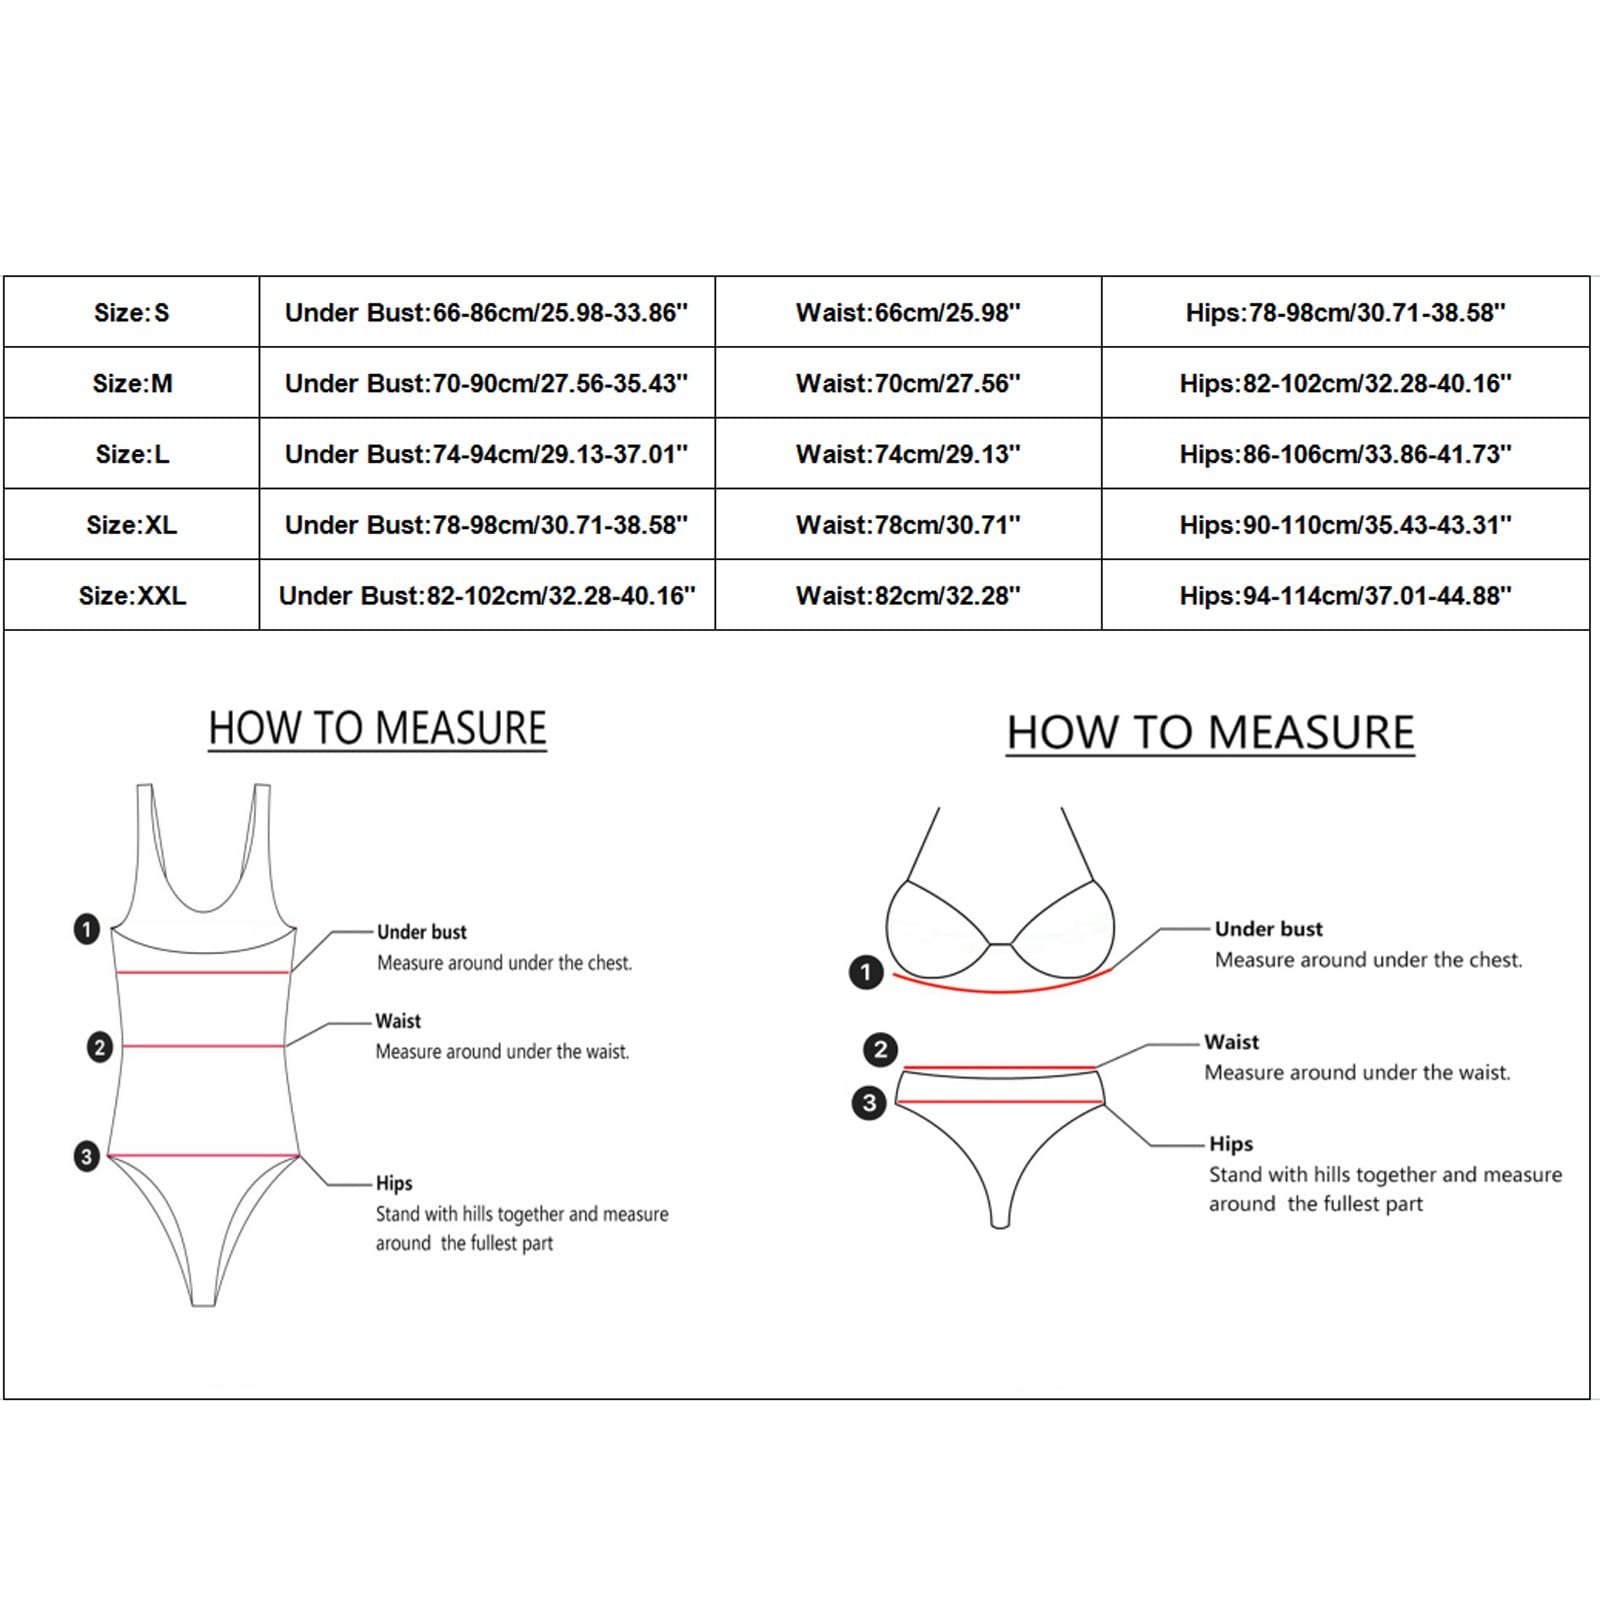 Size:S Under Bust:66-86cm/25.98-33.86" Waist:66cm/25.98" Hips:78-98cm/30.71-38.58"
Size:M Under Bust:70-90cm/27.56-35.43" Waist:70cm/27.56" Hips:82-102cm/32.28-40.16"
Size:L Under Bust:74-94cm/29.13-37.01" Waist:74cm/29.13" Hips:86-106cm/33.86-41.73"
Size:XL Under Bust:78-98cm/30.71-38.58" Waist:78cm/30.71" Hips:90-110cm/35.43-43.31"
Size:XXL Under Bust:82-102cm/32.28-40.16" Waist:82cm/32.28" Hips:94-114cm/37.01-44.88"
HOW TO MEASURE
1
Under bust
Measure around under the chest.
2
Waist
Measure around under the waist.
3
Hips
Stand with hills together and measure
around the fullest part
HOW TO MEASURE
1
Under bust
Measure around under the chest.
2
Waist
Measure around under the waist.
3
Hips
Stand with hills together and measure
around the fullest part